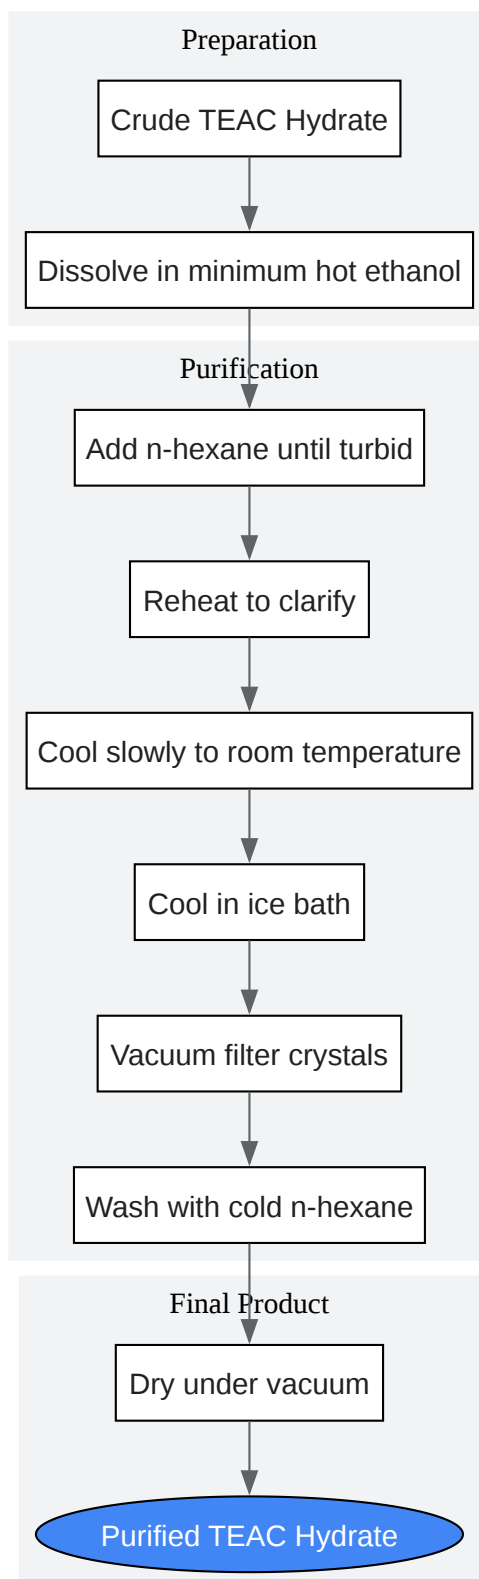 Preparation
Crude TEAC Hydrate
Dissolve in minimum hot ethanol
Purification
Add n-hexane until turbid
Reheat to clarify
Cool slowly to room temperature
Cool in ice bath
Vacuum filter crystals
Wash with cold n-hexane
Final Product
Dry under vacuum
Purified TEAC Hydrate